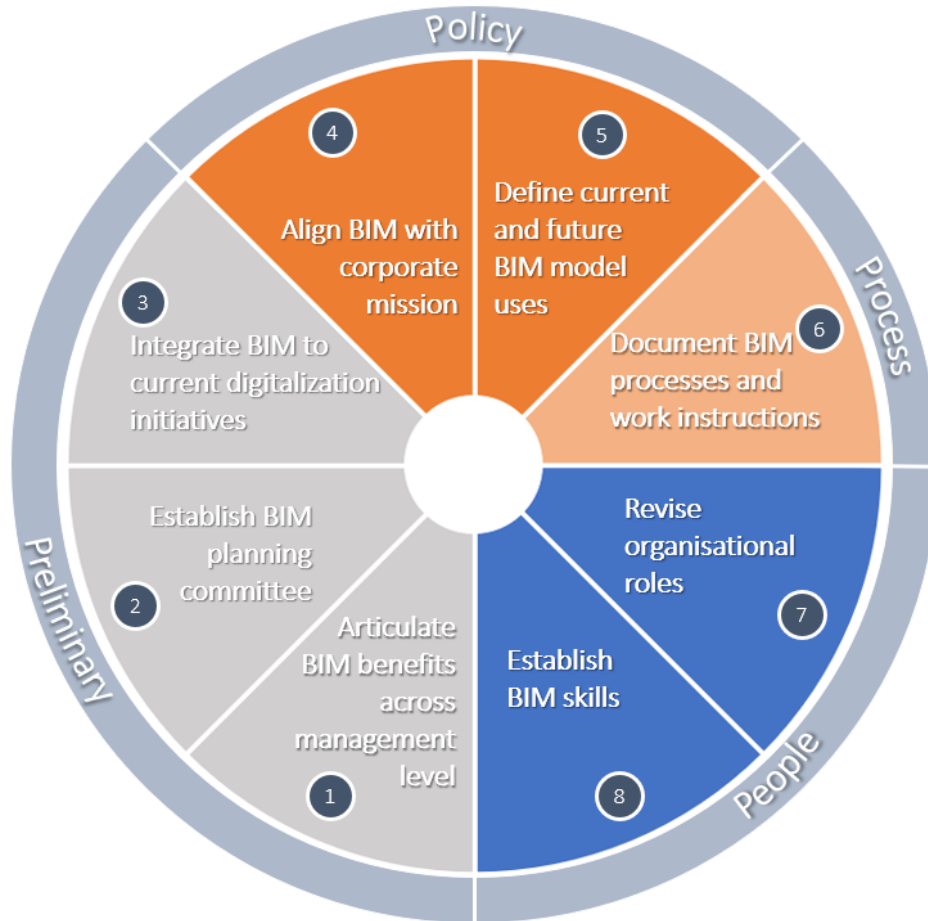 Policy
4
Align BIM with
corporate
mission
5
Define current
and future
BIM model
uses
Process
6
Document BIM
processes and
work instructions
3
Integrate BIM to
current digitalization
initiatives
Preliminary
2
Establish BIM
planning
committee
1
Articulate
BIM benefits
across
management
level
People
7
Revise
organisational
roles
8
Establish
BIM skills